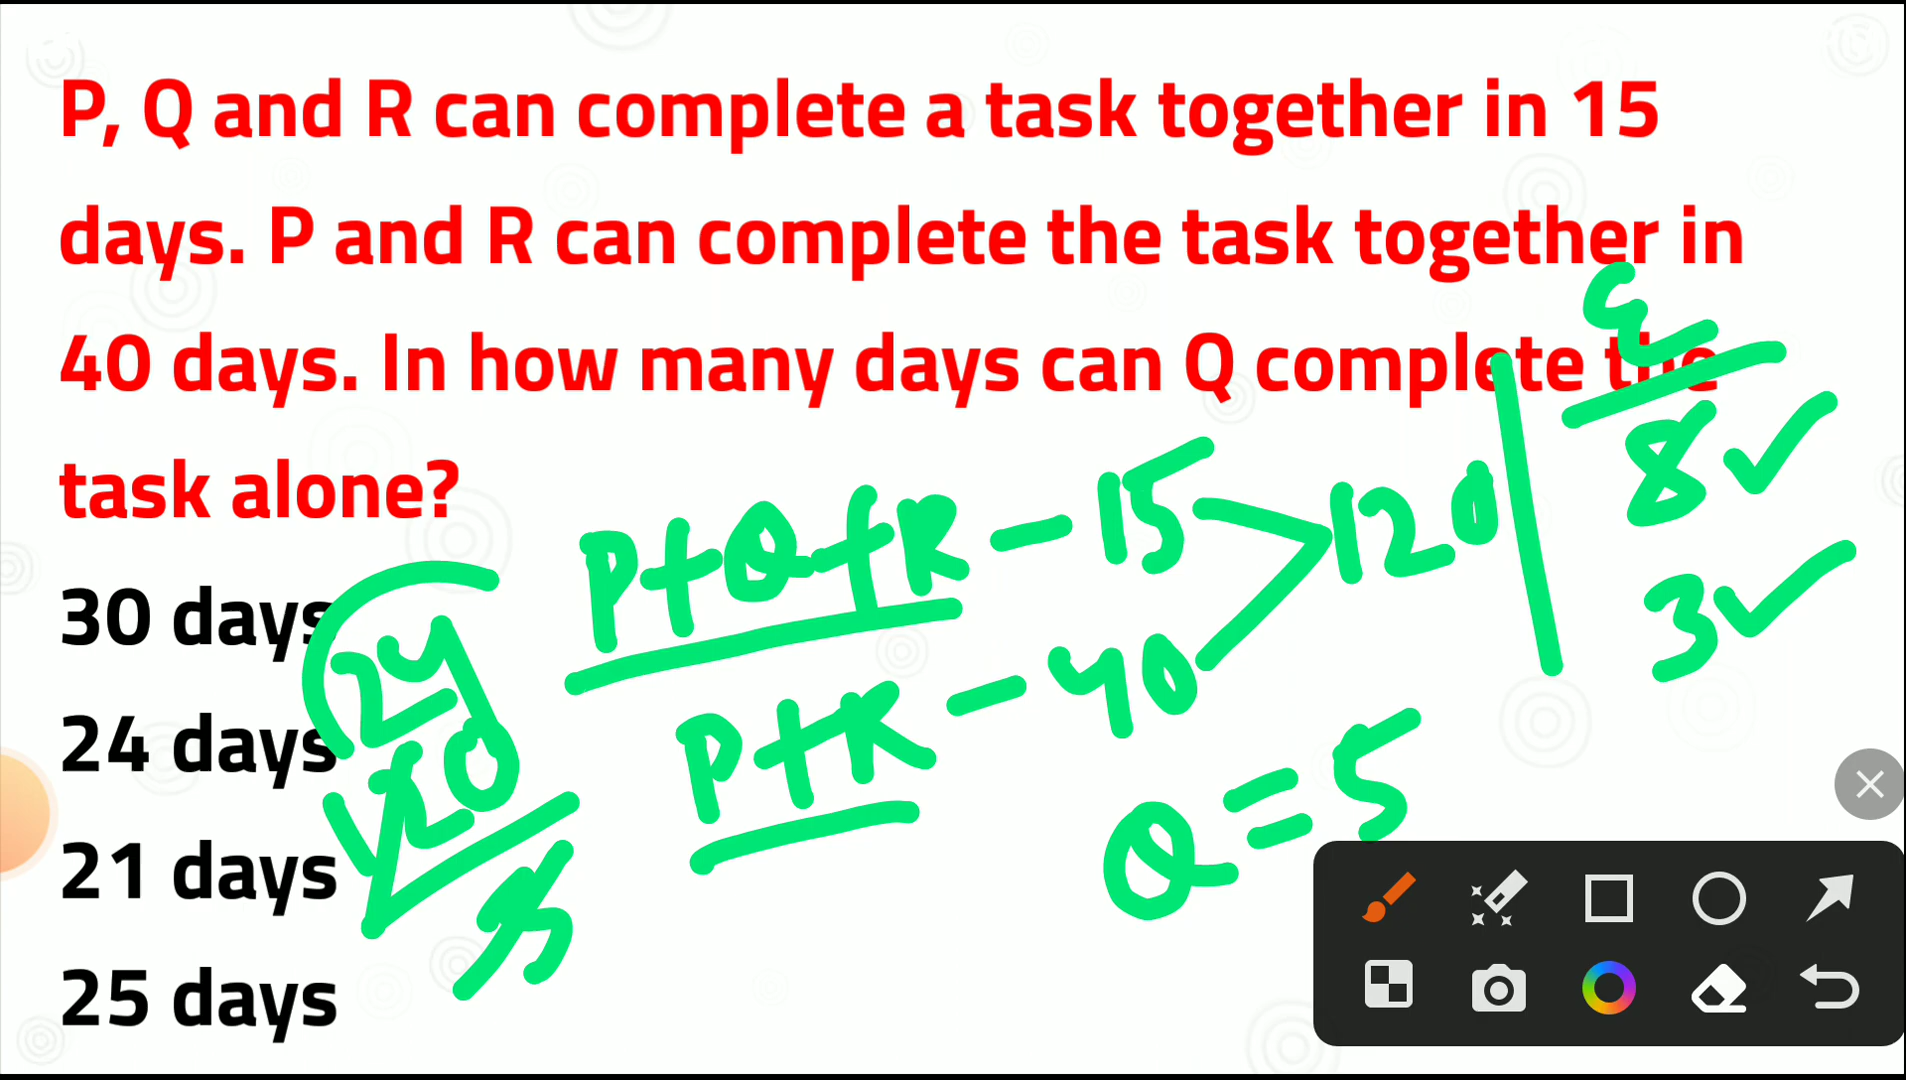 P, Q and R can complete a task together in 15
days. P and R can complete the task together in
40 days. In how many days can Q complete the
task alone?
30 days
24 days
21 days
25 days
P+Q+R - 15
P+R - 40
120
8
3
Q = 5
24
120
5